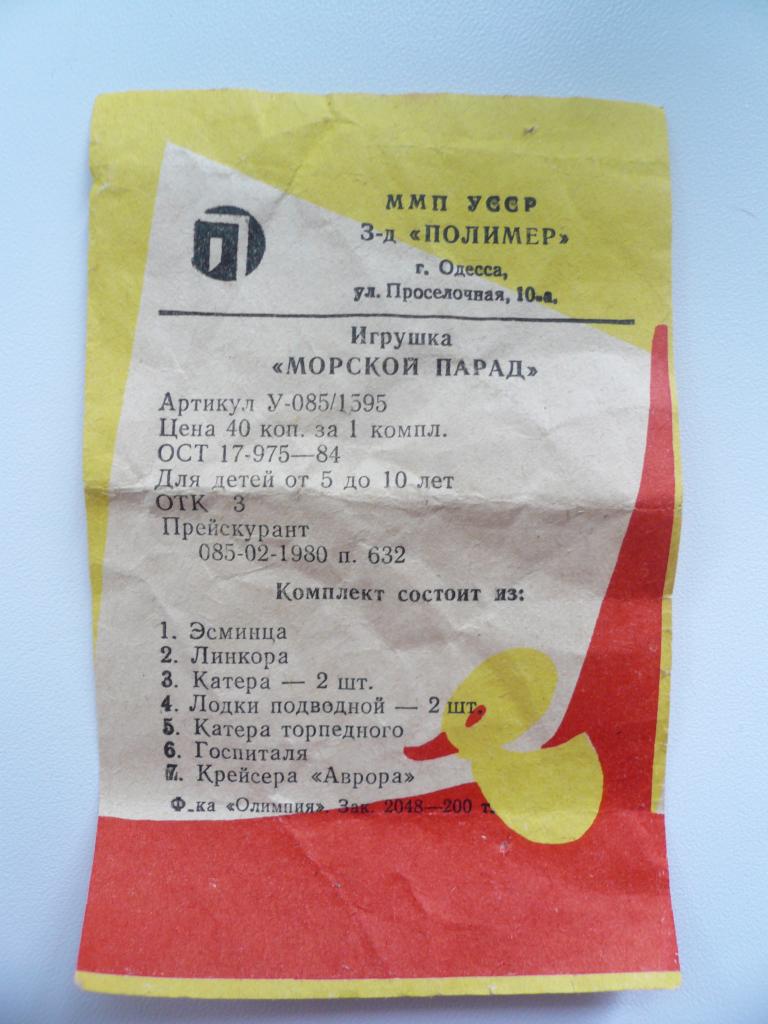 ММП УССР
З-д «ПОЛИМЕР»
г. Одесса,
ул. Проселочная, 10-а.
Игрушка
«МОРСКОЙ ПАРАД»
Артикул У-085/1395
Цена 40 коп. за 1 компл.
ОСТ 17-975—84
Для детей от 5 до 10 лет
ОТК 3
Прейскурант
085-02-1980 п. 632
Комплект состоит из:
1. Эсминца
2. Линкора
3. Катера — 2 шт.
4. Лодки подводной — 2 шт.
5. Катера торпедного
6. Госпиталя
7. Крейсера «Аврора»
Ф-ка «Олимпия». Зак. 2048—200 т.